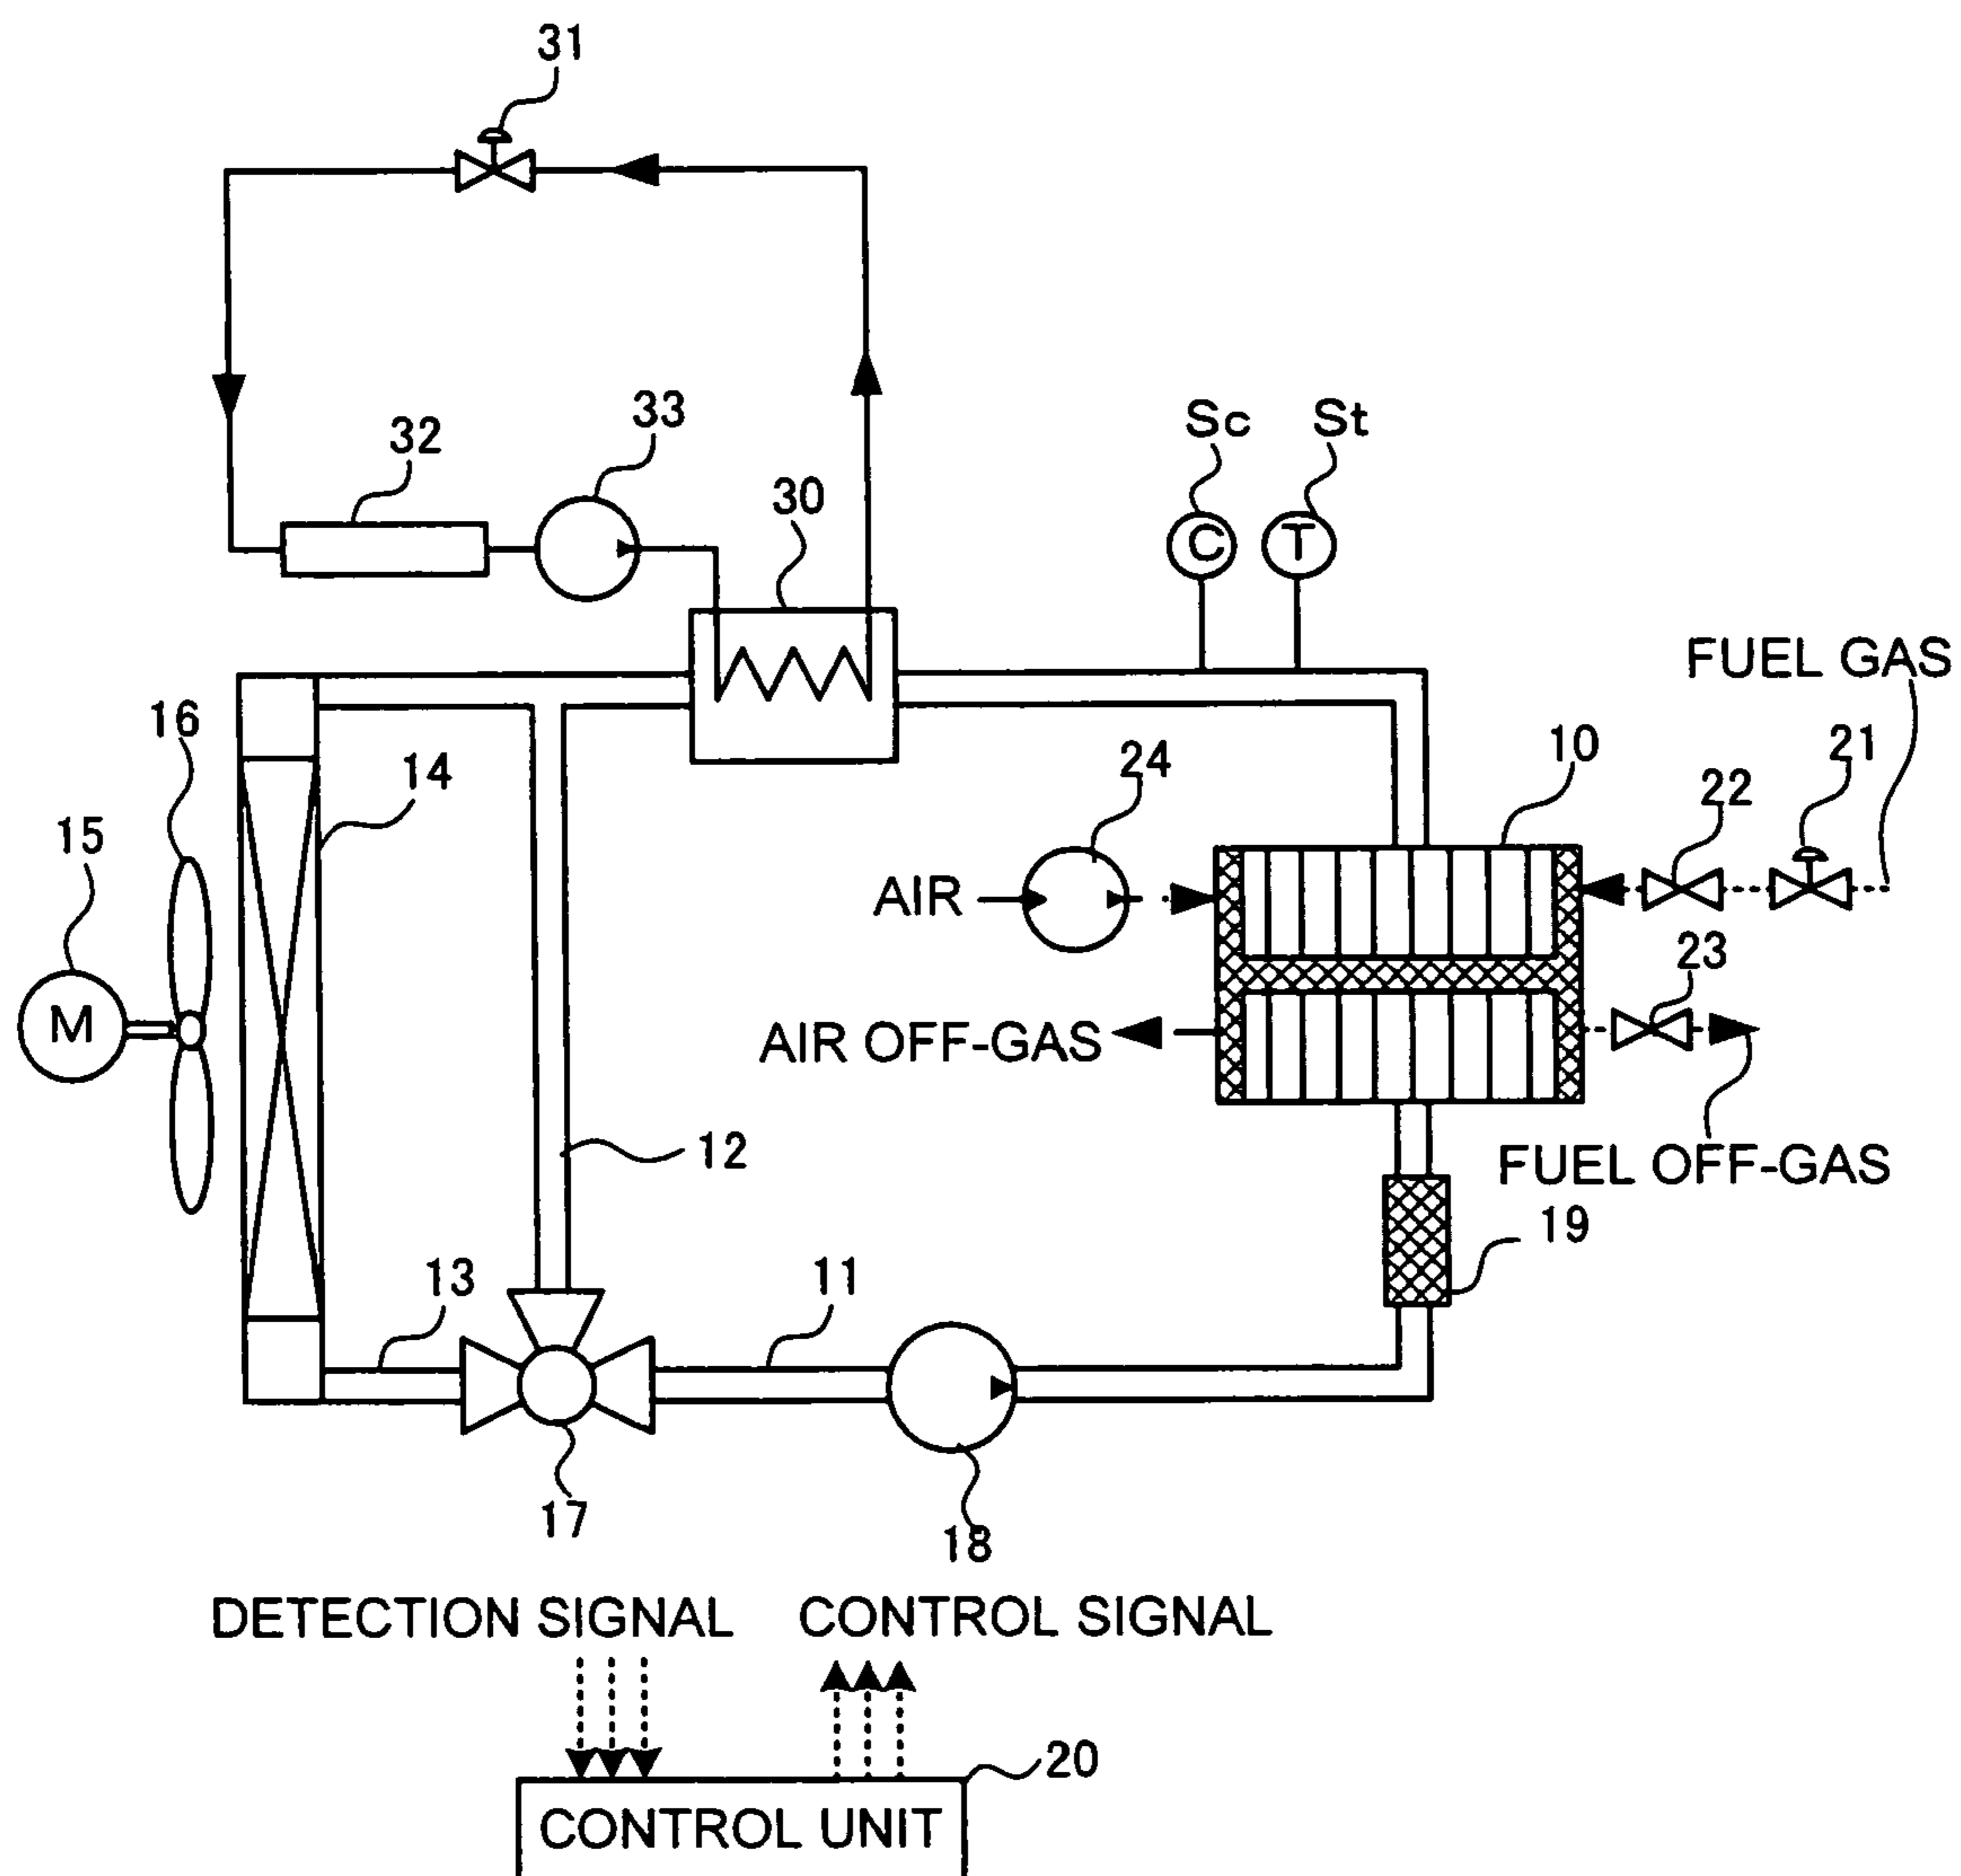 31
33
32
30
Sc
St
C
T
FUEL GAS
16
14
24
10
21
22
15
AIR
23
M
AIR OFF-GAS
12
FUEL OFF-GAS
19
13
11
17
18
DETECTION SIGNAL
CONTROL SIGNAL
20
CONTROL UNIT